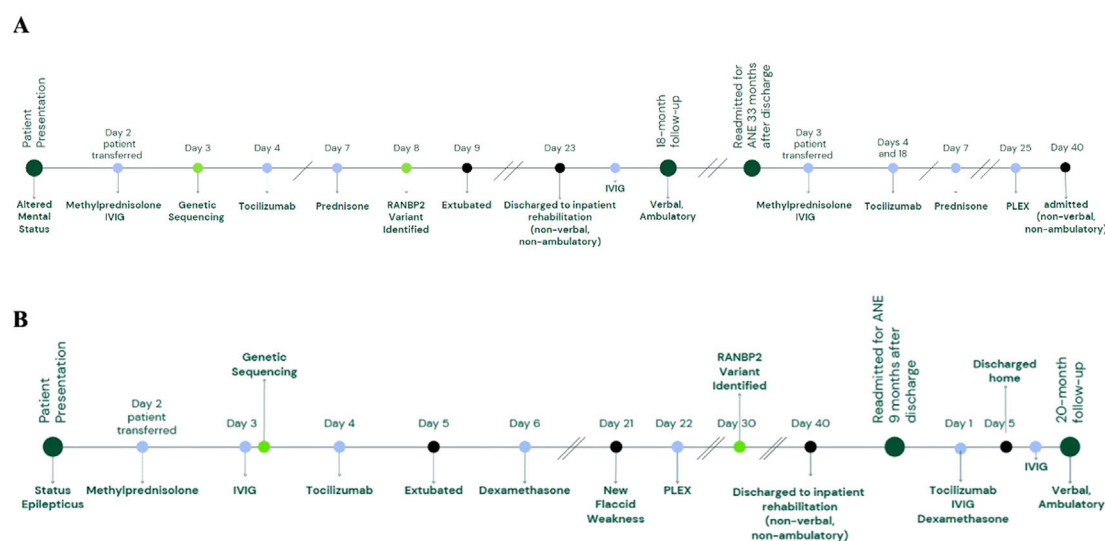 A
Patient
Presentation
Day 2
patient
transferred
Day 3
Day 4
Day 7
Day 8
Day 9
Day 23
18-month
follow-up
Readmitted for
ANE 33 months
after discharge
Day 3
patient
transferred
Days 4
and 18
Day 7
Day 25
Day 40
Altered
Mental
Status
Methylprednisolone
IVIG
Genetic
Sequencing
Tocilizumab
Prednisone
RANBP2
Variant
Identified
Extubated
Discharged to inpatient
rehabilitation
(non-verbal,
non-ambulatory)
IVIG
Verbal,
Ambulatory
Methylprednisolone
IVIG
Tocilizumab
Prednisone
PLEX
admitted
(non-verbal,
non-ambulatory)
B
Patient
Presentation
Day 2
patient
transferred
Day 3
Genetic
Sequencing
Day 4
Day 5
Day 6
Day 21
Day 22
RANBP2
Variant
Identified
Day 30
Day 40
Readmitted for ANE
9 months after
discharge
Day 1
Discharged
home
Day 5
20-month
follow-up
Status
Epilepticus
Methylprednisolone
IVIG
Tocilizumab
Extubated
Dexamethasone
New
Flaccid
Weakness
PLEX
Discharged to inpatient
rehabilitation
(non-verbal,
non-ambulatory)
Tocilizumab
IVIG
Dexamethasone
IVIG
Verbal,
Ambulatory